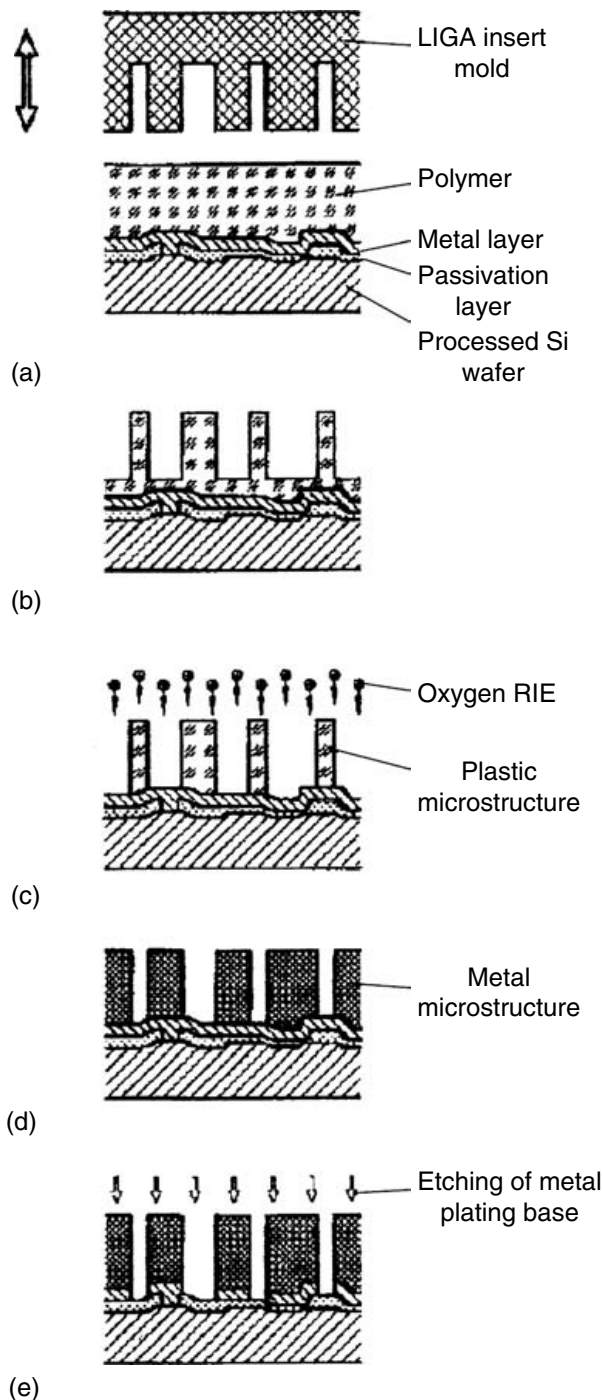 LIGA insert
mold
Polymer
Metal layer
Passivation
layer
Processed Si
wafer
(a)
(b)
Oxygen RIE
Plastic
microstructure
(c)
Metal
microstructure
(d)
Etching of metal
plating base
(e)